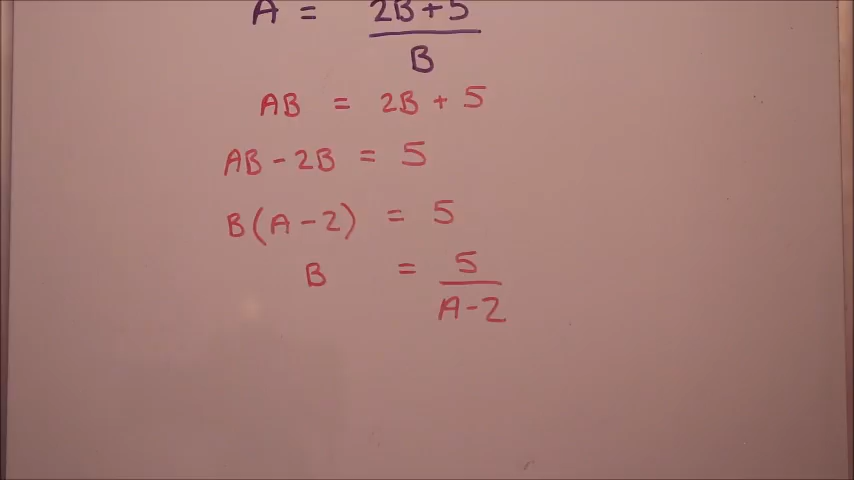 A = 2B+5
B
AB = 2B + 5
AB - 2B = 5
B(A-2) = 5
B = 5
A-2